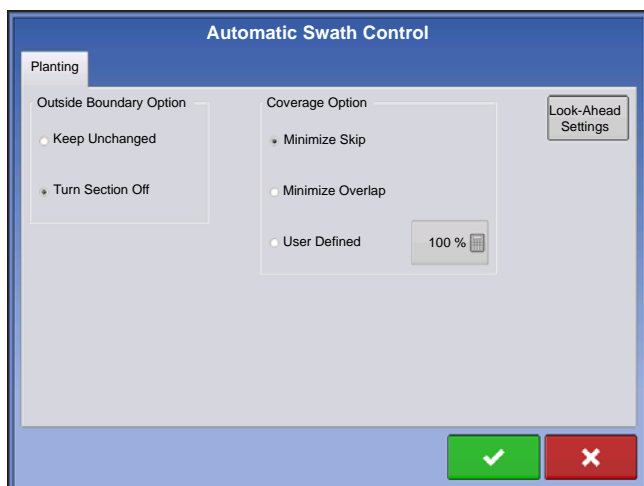 Automatic Swath Control
Planting
Outside Boundary Option
Keep Unchanged
Turn Section Off
Coverage Option
Minimize Skip
Minimize Overlap
User Defined
100 %
Look-Ahead
Settings